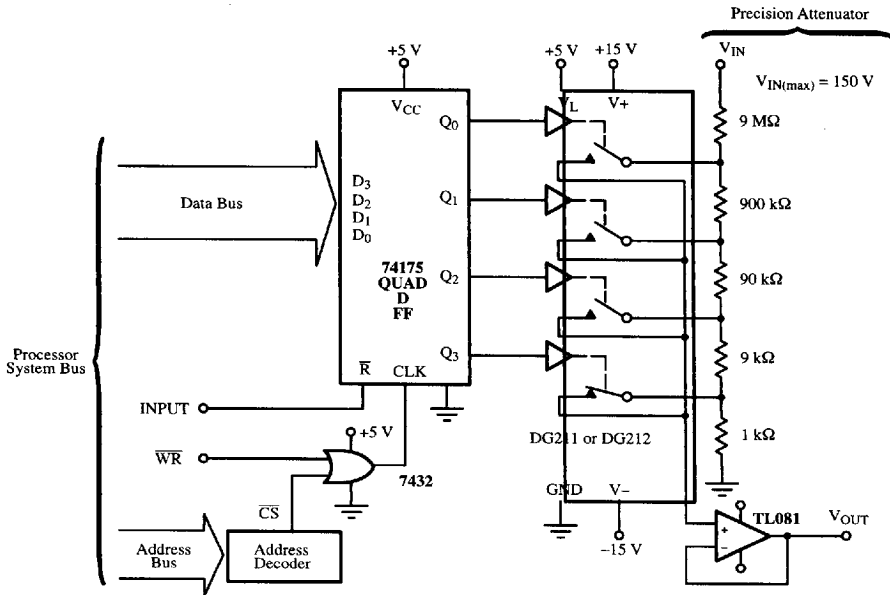 Precision Attenuator
+5 V
+5 V
+15 V
V_IN
V_IN(max) = 150 V
V_CC
V_L
V+
Q_0
Q_1
Q_2
Q_3
Data Bus
D_3
D_2
D_1
D_0
74175
QUAD
D
FF
R̅
CLK
9 MΩ
900 kΩ
90 kΩ
9 kΩ
1 kΩ
Processor
System Bus
INPUT
W̅R̅
+5 V
7432
C̅S̅
DG211 or DG212
GND
V−
−15 V
TL081
+
−
V_OUT
Address
Bus
Address
Decoder